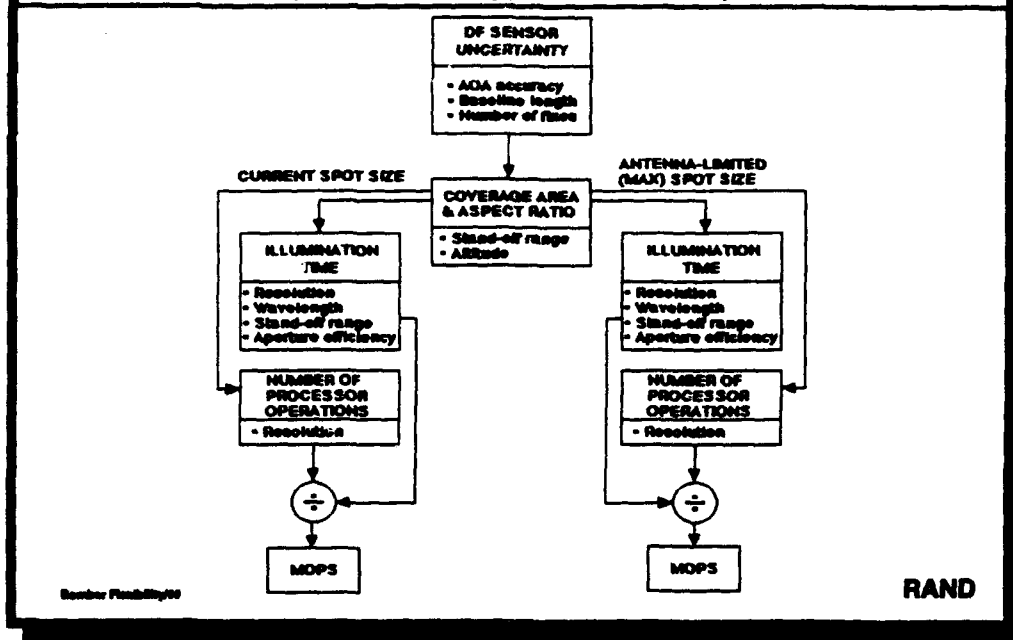 DF SENSOR
UNCERTAINTY
- AOA accuracy
- Baseline length
- Number of fixes
CURRENT SPOT SIZE
ANTENNA-LIMITED
(MAX) SPOT SIZE
COVERAGE AREA
& ASPECT RATIO
- Stand-off range
- Altitude
ILLUMINATION
TIME
- Resolution
- Wavelength
- Stand-off range
- Aperture efficiency
ILLUMINATION
TIME
- Resolution
- Wavelength
- Stand-off range
- Aperture efficiency
NUMBER OF
PROCESSOR
OPERATIONS
- Resolution
NUMBER OF
PROCESSOR
OPERATIONS
- Resolution
÷
÷
MOPS
MOPS
Bomber Flexibility
RAND